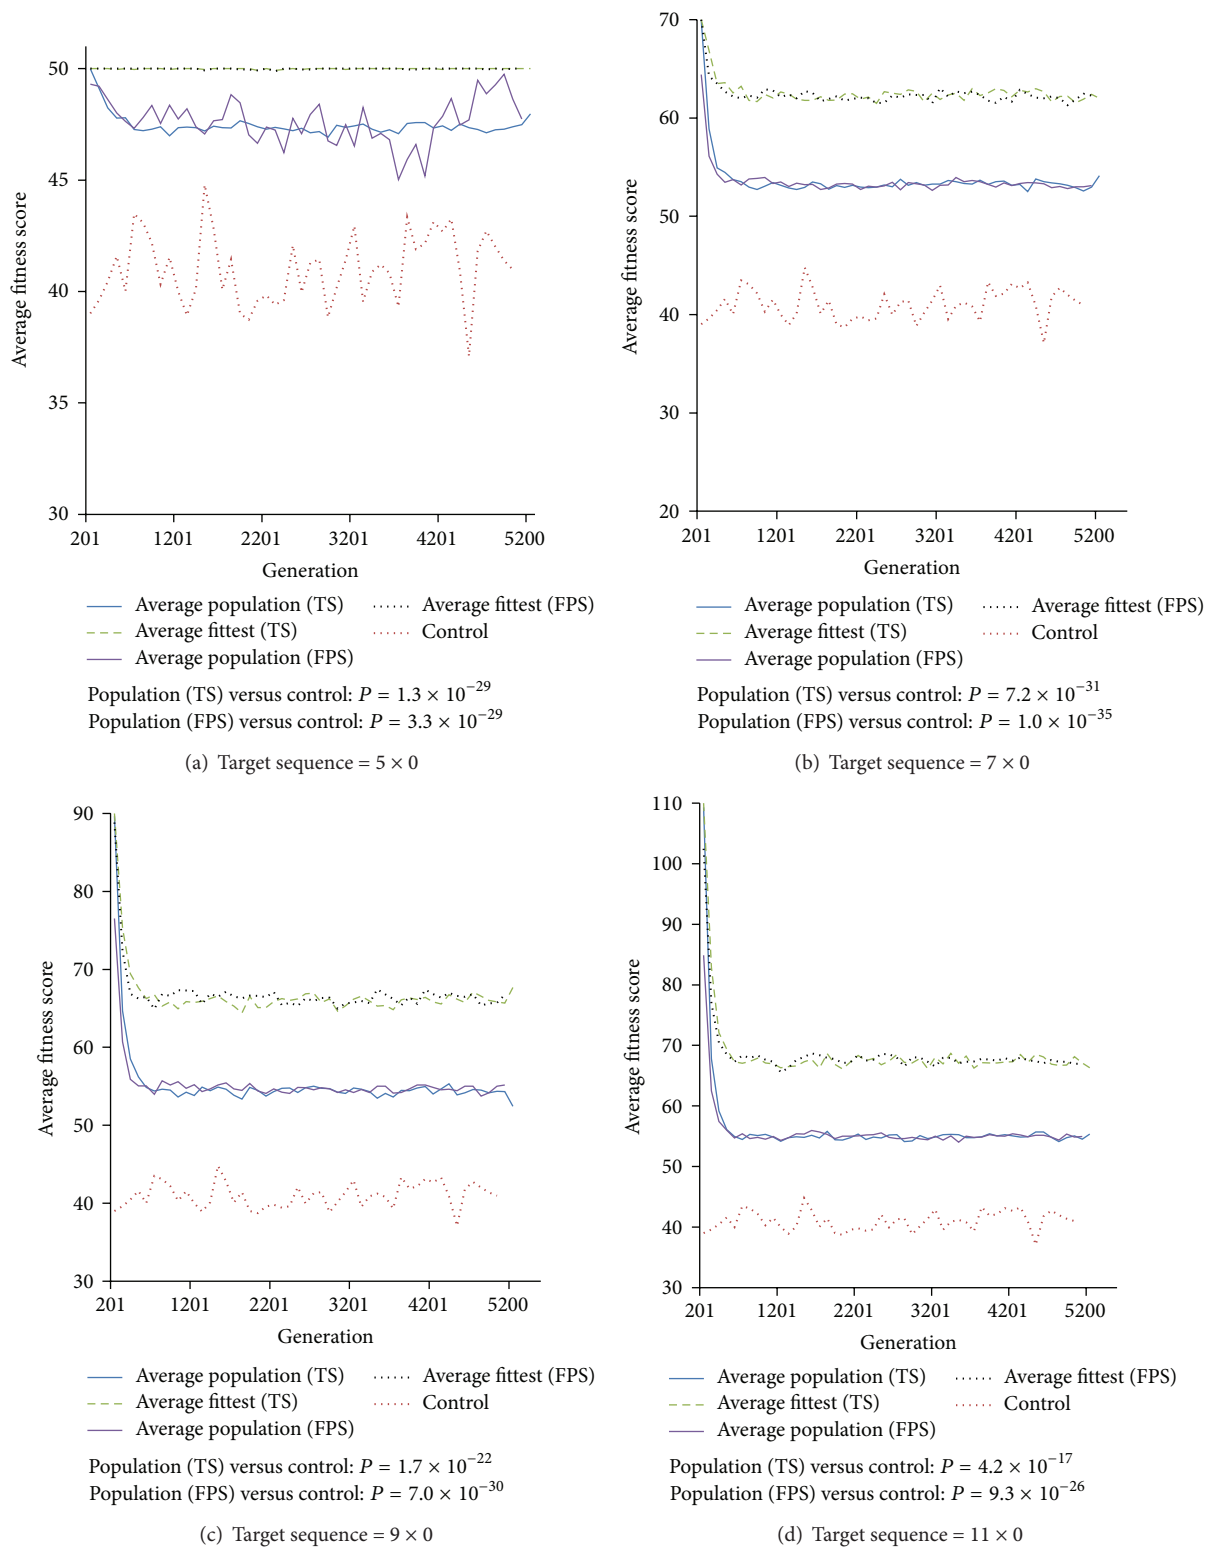 50
45
40
35
30
Average fitness score
201 1201 2201 3201 4201 5200
Generation
Average population (TS)
Average fittest (TS)
Average population (FPS)
Average fittest (FPS)
Control
Population (TS) versus control: P = 1.3 × 10⁻²⁹
Population (FPS) versus control: P = 3.3 × 10⁻²⁹
(a) Target sequence = 5 × 0
70
60
50
40
30
20
Average fitness score
201 1201 2201 3201 4201 5200
Generation
Average population (TS)
Average fittest (TS)
Average population (FPS)
Average fittest (FPS)
Control
Population (TS) versus control: P = 7.2 × 10⁻³¹
Population (FPS) versus control: P = 1.0 × 10⁻³⁵
(b) Target sequence = 7 × 0
90
80
70
60
50
40
30
Average fitness score
201 1201 2201 3201 4201 5200
Generation
Average population (TS)
Average fittest (TS)
Average population (FPS)
Average fittest (FPS)
Control
Population (TS) versus control: P = 1.7 × 10⁻²²
Population (FPS) versus control: P = 7.0 × 10⁻³⁰
(c) Target sequence = 9 × 0
110
100
90
80
70
60
50
40
30
Average fitness score
201 1201 2201 3201 4201 5200
Generation
Average population (TS)
Average fittest (TS)
Average population (FPS)
Average fittest (FPS)
Control
Population (TS) versus control: P = 4.2 × 10⁻¹⁷
Population (FPS) versus control: P = 9.3 × 10⁻²⁶
(d) Target sequence = 11 × 0